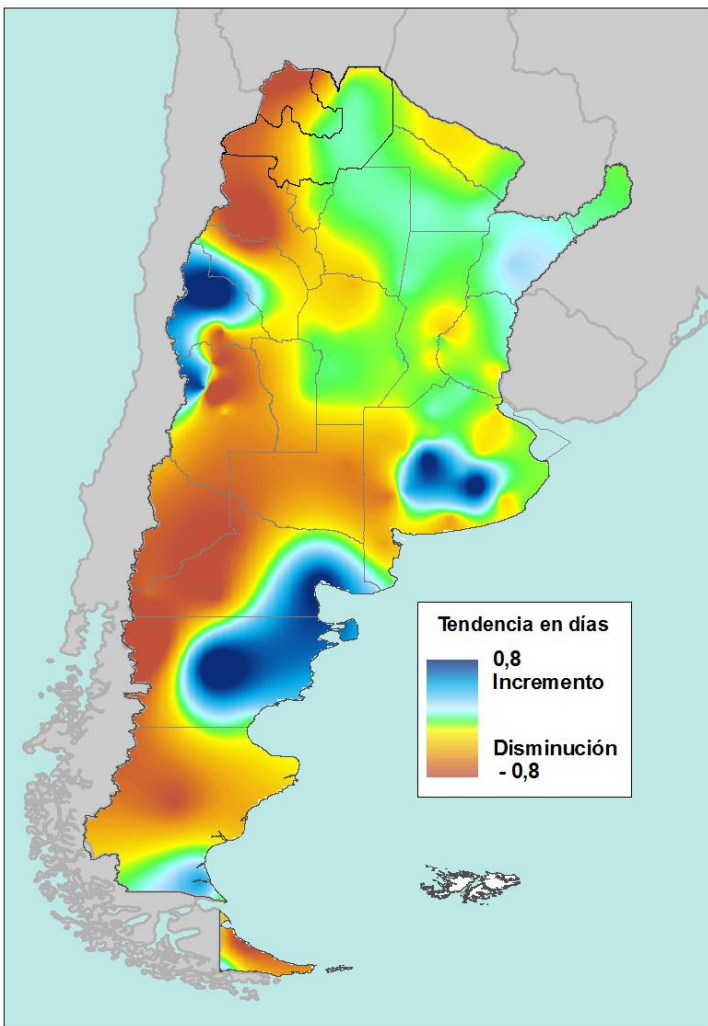 Tendencia en días
0,8
Incremento
Disminución
- 0,8